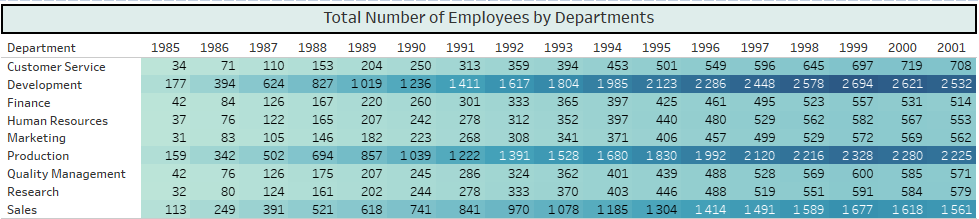 Total Number of Employees by Departments
Department 1985 1986 1987 1988 1989 1990 1991 1992 1993 1994 1995 1996 1997 1998 1999 2000 2001
Customer Service 34 71 110 153 204 250 313 359 394 453 501 549 596 645 697 719 708
Development 177 394 624 827 1 019 1 236 1 411 1 617 1 804 1 985 2 123 2 286 2 448 2 578 2 694 2 621 2 532
Finance 42 84 126 167 220 260 301 333 365 397 425 461 495 523 557 531 514
Human Resources 37 76 122 165 207 242 278 312 352 397 440 480 529 562 582 567 553
Marketing 31 83 105 146 182 223 268 308 341 371 406 457 499 529 572 569 562
Production 159 342 502 694 857 1 039 1 222 1 391 1 528 1 680 1 830 1 992 2 120 2 216 2 328 2 280 2 225
Quality Management 42 76 126 175 207 245 286 324 362 401 439 488 528 569 600 585 571
Research 32 80 124 161 202 244 278 333 370 403 446 488 519 551 591 584 579
Sales 113 249 391 521 618 741 841 970 1 078 1 185 1 304 1 414 1 491 1 589 1 677 1 618 1 561